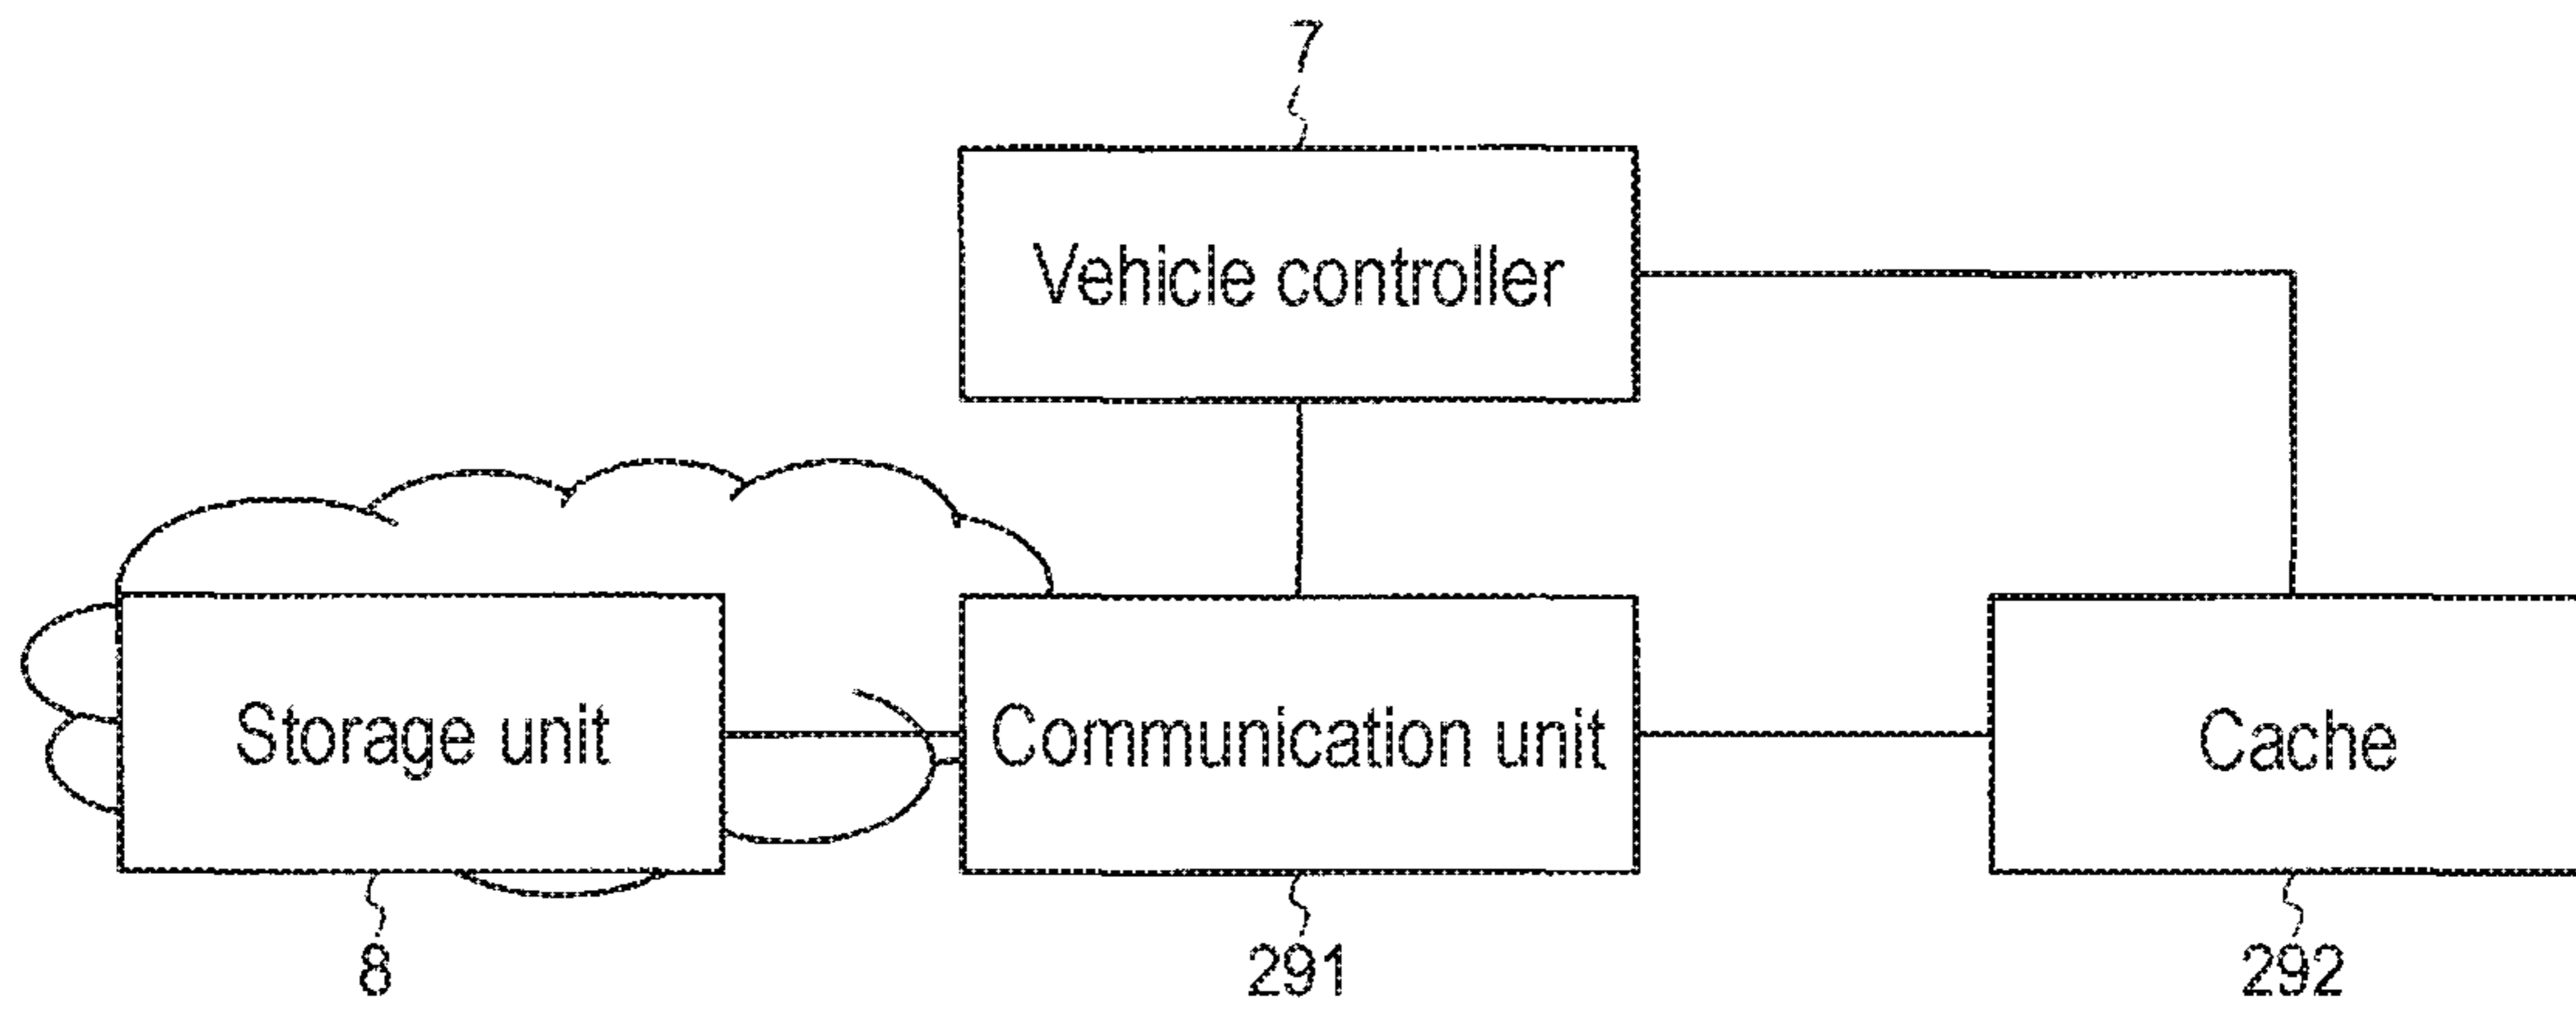 7
Vehicle controller
Storage unit
Communication unit
Cache
8
291
292